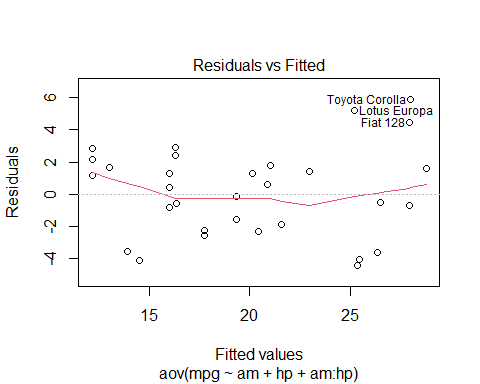 Residuals vs Fitted
Residuals
6
4
2
0
-2
-4
Toyota Corolla
Lotus Europa
Fiat 128
15
20
25
Fitted values
aov(mpg ~ am + hp + am:hp)